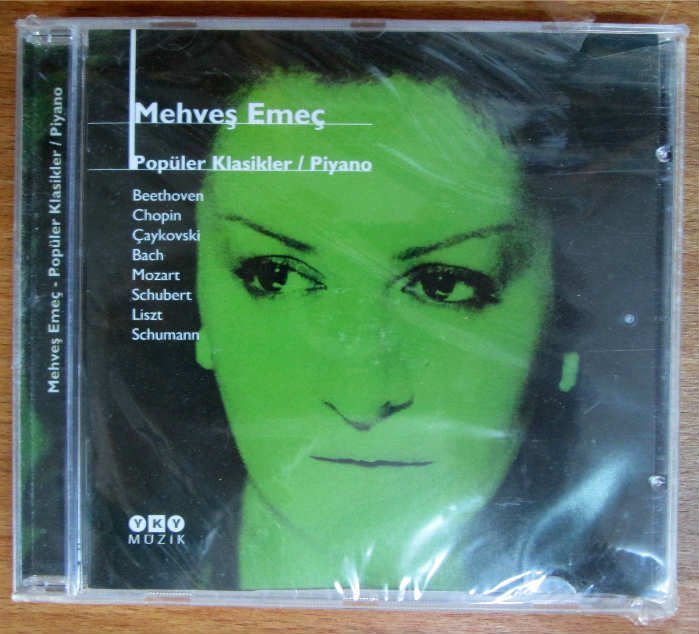 Mehveş Emeç - Popüler Klasikler / Piyano
Mehveş Emeç
Popüler Klasikler / Piyano
Beethoven
Chopin
Çaykovski
Bach
Mozart
Schubert
Liszt
Schumann
YKY
MÜZİK